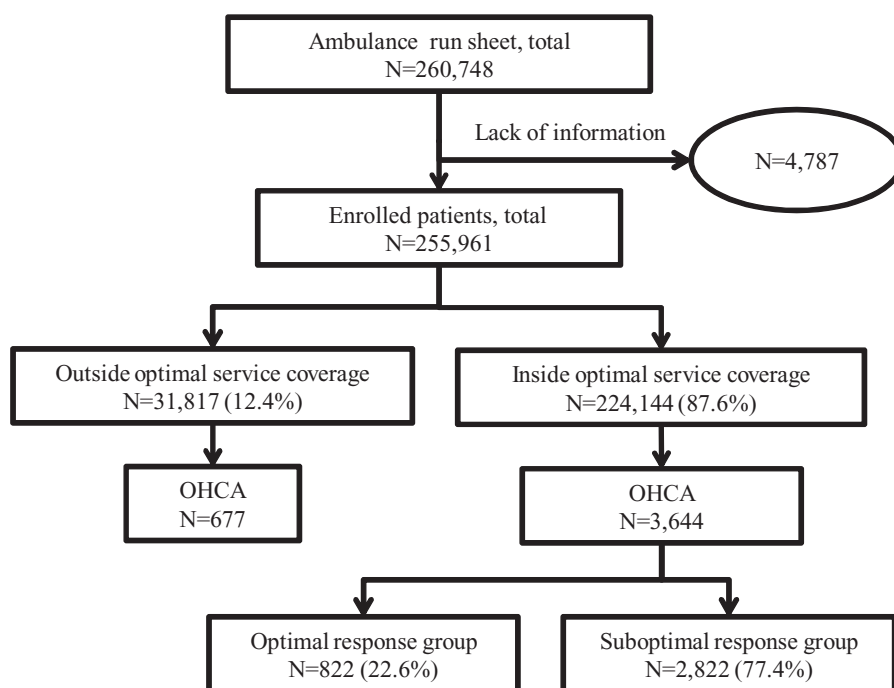 Ambulance run sheet, total
N=260,748
Lack of information
N=4,787
Enrolled patients, total
N=255,961
Outside optimal service coverage
N=31,817 (12.4%)
Inside optimal service coverage
N=224,144 (87.6%)
OHCA
N=677
OHCA
N=3,644
Optimal response group
N=822 (22.6%)
Suboptimal response group
N=2,822 (77.4%)